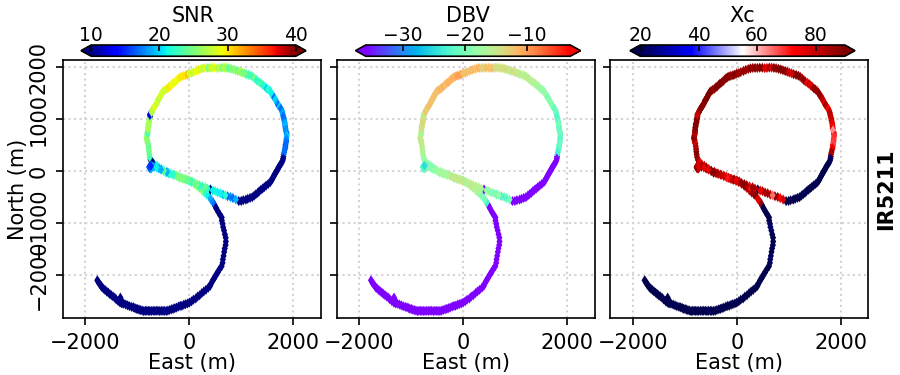 SNR DBV Xc
10 20 30 40 −30 −20 −10 20 40 60 80
2000
1000
0
−1000
−2000
North (m)
IR5211
−2000 0 2000 −2000 0 2000 −2000 0 2000
East (m) East (m) East (m)